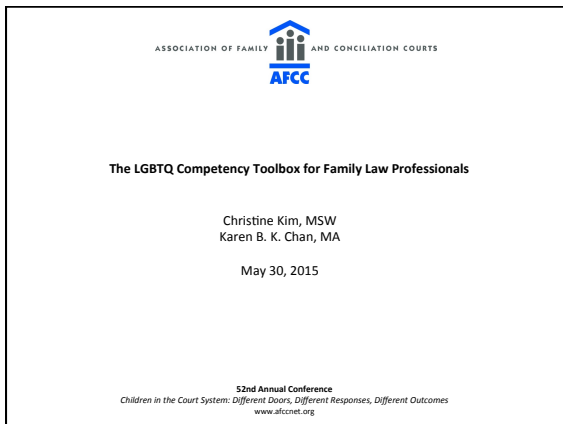 ASSOCIATION OF FAMILY AND CONCILIATION COURTS
AFCC
The LGBTQ Competency Toolbox for Family Law Professionals
Christine Kim, MSW
Karen B. K. Chan, MA
May 30, 2015
52nd Annual Conference
Children in the Court System: Different Doors, Different Responses, Different Outcomes
www.afccnet.org